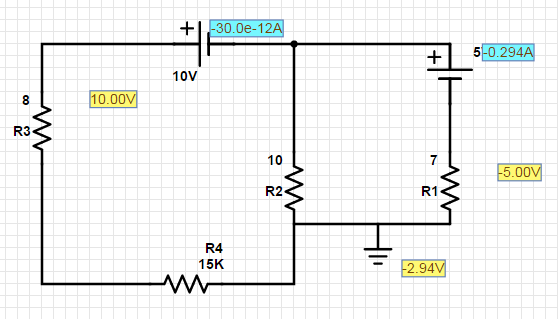 + -30.0e-12A
10V
+ 5 -0.294A
8
R3
10.00V
10
R2
7
R1
-5.00V
R4
15K
-2.94V